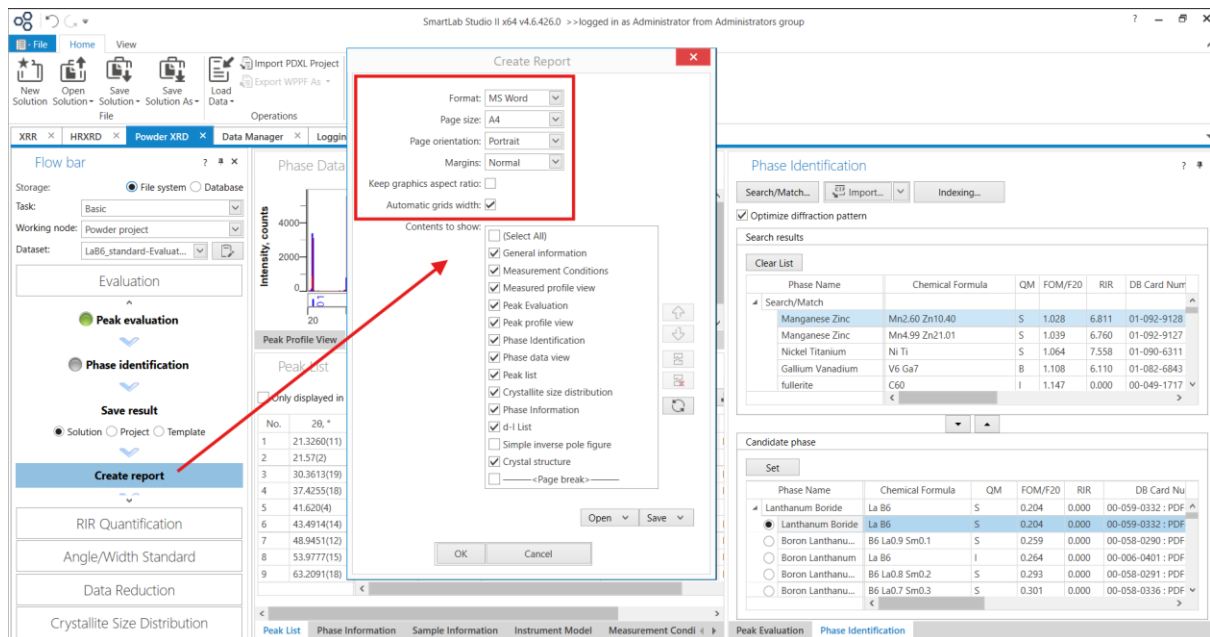 SmartLab Studio II x64 v4.6.426.0 >>logged in as Administrator from Administrators group
File Home View
New Solution
Open Solution
Save Solution
Save Solution As
Load Data
Import PDXL Project
Export WPPF As
File
Operations
XRR HRXRD Powder XRD Data Manager Loggin
Flow bar
Storage: File system Database
Task: Basic
Working node: Powder project
Dataset: LaB6_standard-Evaluat...
Evaluation
Peak evaluation
Phase identification
Save result
Solution Project Template
Create report
RIR Quantification
Angle/Width Standard
Data Reduction
Crystallite Size Distribution
Phase Data
Intensity, counts
4000
2000
0
20
Peak Profile View
Peak List
Only displayed in
No. 2θ, °
1 21.3260(11)
2 21.57(2)
3 30.3613(19)
4 37.4255(18)
5 41.620(4)
6 43.4914(14)
7 48.9451(12)
8 53.9777(15)
9 63.2091(18)
Peak List Phase Information Sample Information Instrument Model Measurement Condi
Create Report
Format: MS Word
Page size: A4
Page orientation: Portrait
Margins: Normal
Keep graphics aspect ratio:
Automatic grids width:
Contents to show:
(Select All)
General information
Measurement Conditions
Measured profile view
Peak Evaluation
Peak profile view
Phase Identification
Phase data view
Peak list
Crystallite size distribution
Phase Information
d-I List
Simple inverse pole figure
Crystal structure
———<Page break>———
Open Save
OK Cancel
Phase Identification
Search/Match... Import... Indexing...
Optimize diffraction pattern
Search results
Clear List
Phase Name Chemical Formula QM FOM/F20 RIR DB Card Num
Search/Match
Manganese Zinc Mn2.60 Zn10.40 S 1.028 6.811 01-092-9128
Manganese Zinc Mn4.99 Zn21.01 S 1.039 6.760 01-092-9127
Nickel Titanium Ni Ti S 1.064 7.558 01-090-6311
Gallium Vanadium V6 Ga7 B 1.108 6.110 01-082-6843
fullerite C60 I 1.147 0.000 00-049-1717
Candidate phase
Set
Phase Name Chemical Formula QM FOM/F20 RIR DB Card Nu
Lanthanum Boride La B6 S 0.204 0.000 00-059-0332 : PDF
Lanthanum Boride La B6 S 0.204 0.000 00-059-0332 : PDF
Boron Lanthanu... B6 La0.9 Sm0.1 S 0.259 0.000 00-058-0290 : PDF
Boron Lanthanum La B6 I 0.264 0.000 00-006-0401 : PDF
Boron Lanthanu... B6 La0.8 Sm0.2 S 0.293 0.000 00-058-0291 : PDF
Boron Lanthanu... B6 La0.7 Sm0.3 S 0.301 0.000 00-058-0336 : PDF
Peak Evaluation Phase Identification